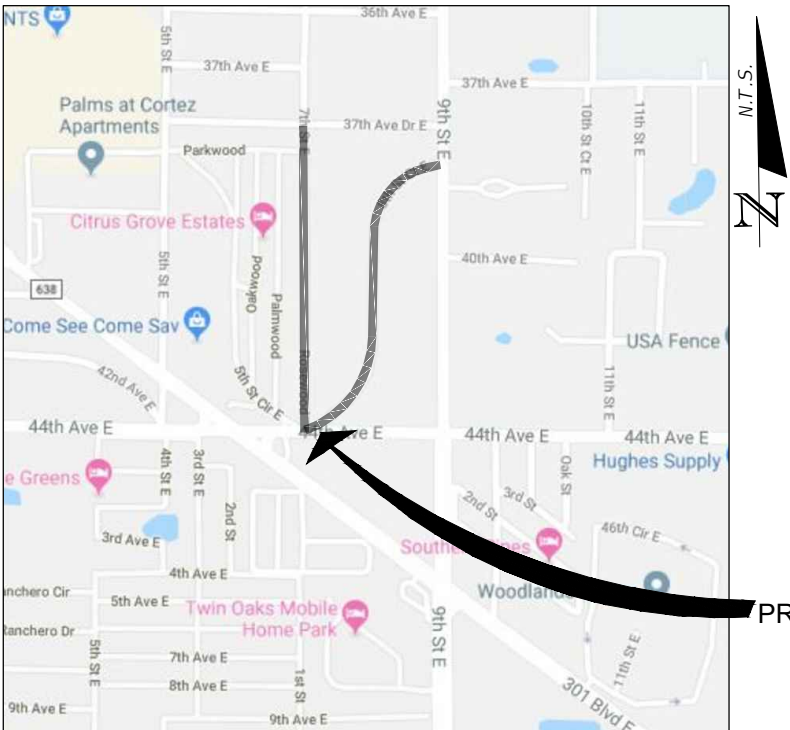 NTS
5th St E
36th Ave E
37th Ave E
37th Ave E
N.T.S.
N
Palms at Cortez
Apartments
7th St E
37th Ave Dr E
9th St E
10th St Ct E
11th St E
Parkwood
Citrus Grove Estates
Oakwood
Palmwood
Rosewood
5th St E
40th Ave E
638
Come See Come Sav
USA Fence
42nd Ave E
5th St Cir E
11th St E
44th Ave E
44th Ave E
44th Ave E
44th Ave E
Hughes Supply
e Greens
4th St E
3rd St E
2nd St
2nd St
3rd St
Oak St
46th Cir E
3rd Ave E
4th Ave E
Woodlands
anchero Cir
5th Ave E
Twin Oaks Mobile
Home Park
9th St E
PR
Ranchero Dr
5th St E
7th Ave E
8th Ave E
1st St
11th St E
301 Blvd E
9th Ave E
9th Ave E